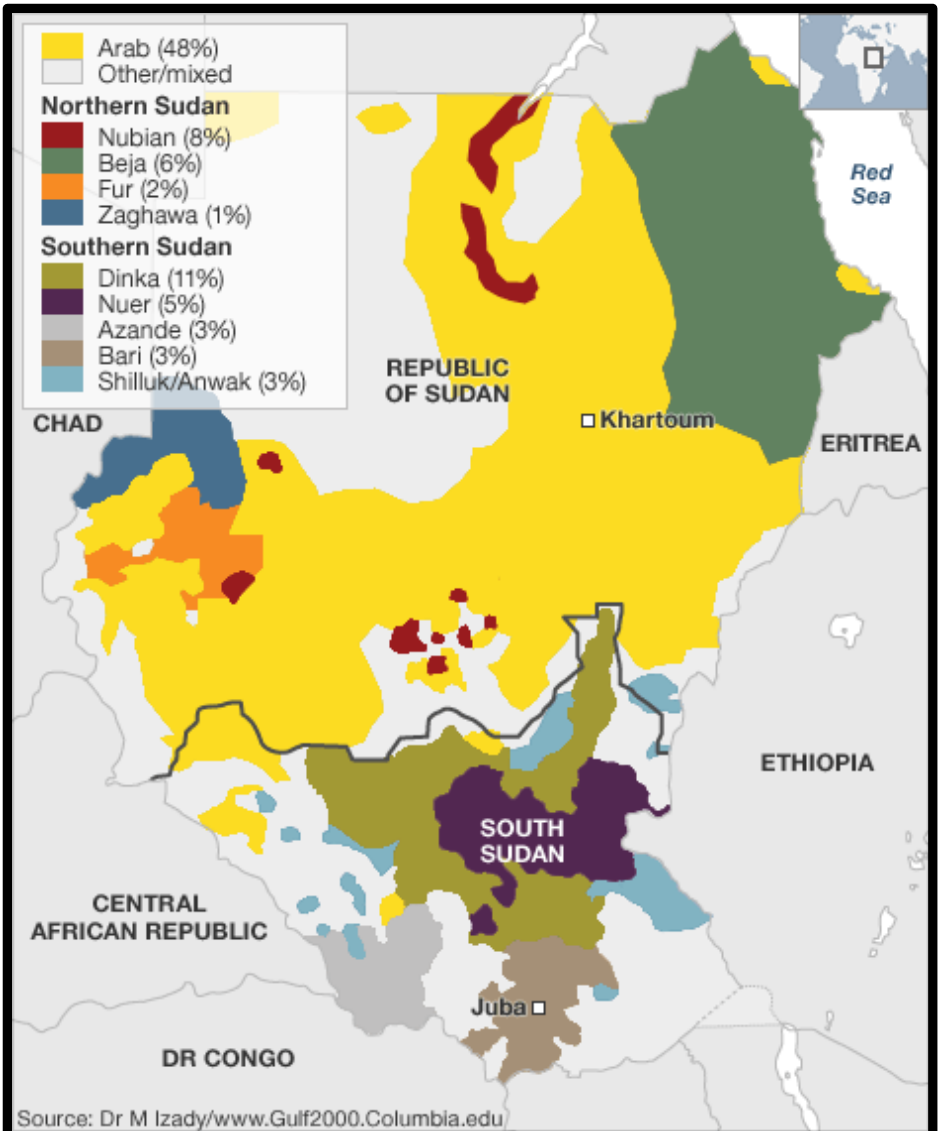 Arab (48%)
Other/mixed
Northern Sudan
Nubian (8%)
Beja (6%)
Fur (2%)
Zaghawa (1%)
Southern Sudan
Dinka (11%)
Nuer (5%)
Azande (3%)
Bari (3%)
Shilluk/Anwak (3%)
Red
Sea
REPUBLIC
OF SUDAN
Khartoum
CHAD
ERITREA
ETHIOPIA
SOUTH
SUDAN
CENTRAL
AFRICAN REPUBLIC
Juba
DR CONGO
Source: Dr M Izady/www.Gulf2000.Columbia.edu